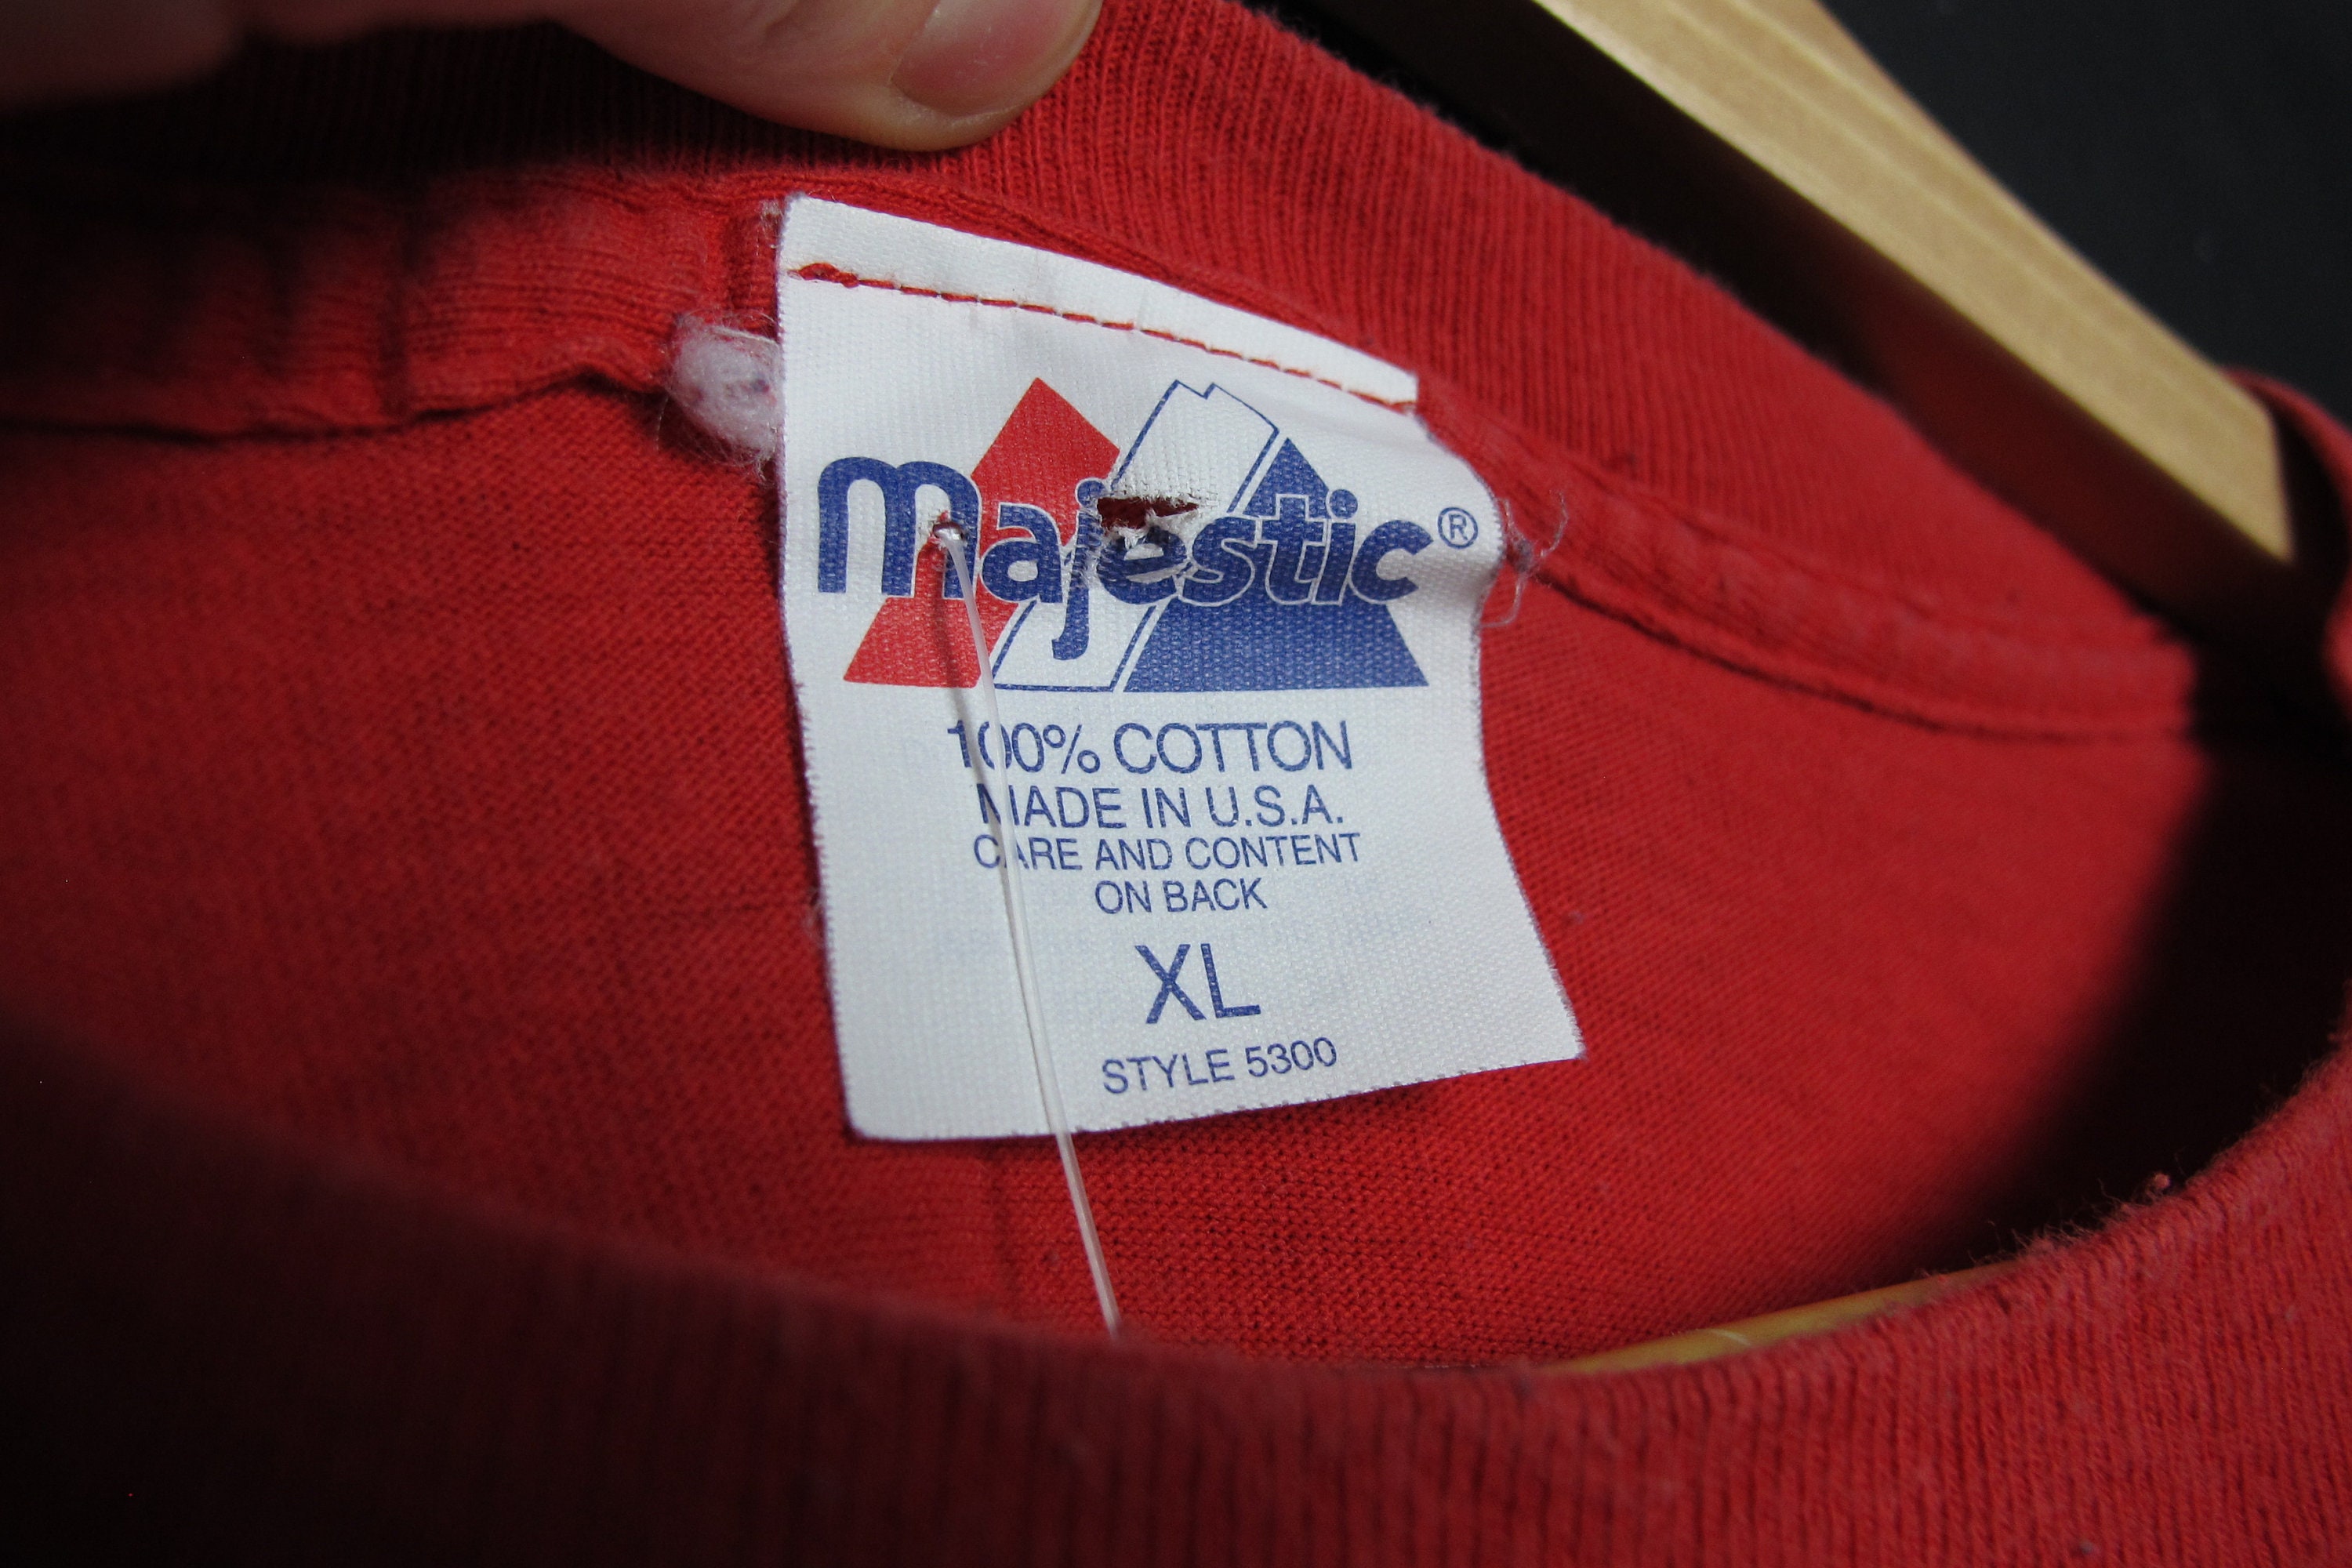 majestic®
100% COTTON
MADE IN U.S.A.
CARE AND CONTENT
ON BACK
XL
STYLE 5300